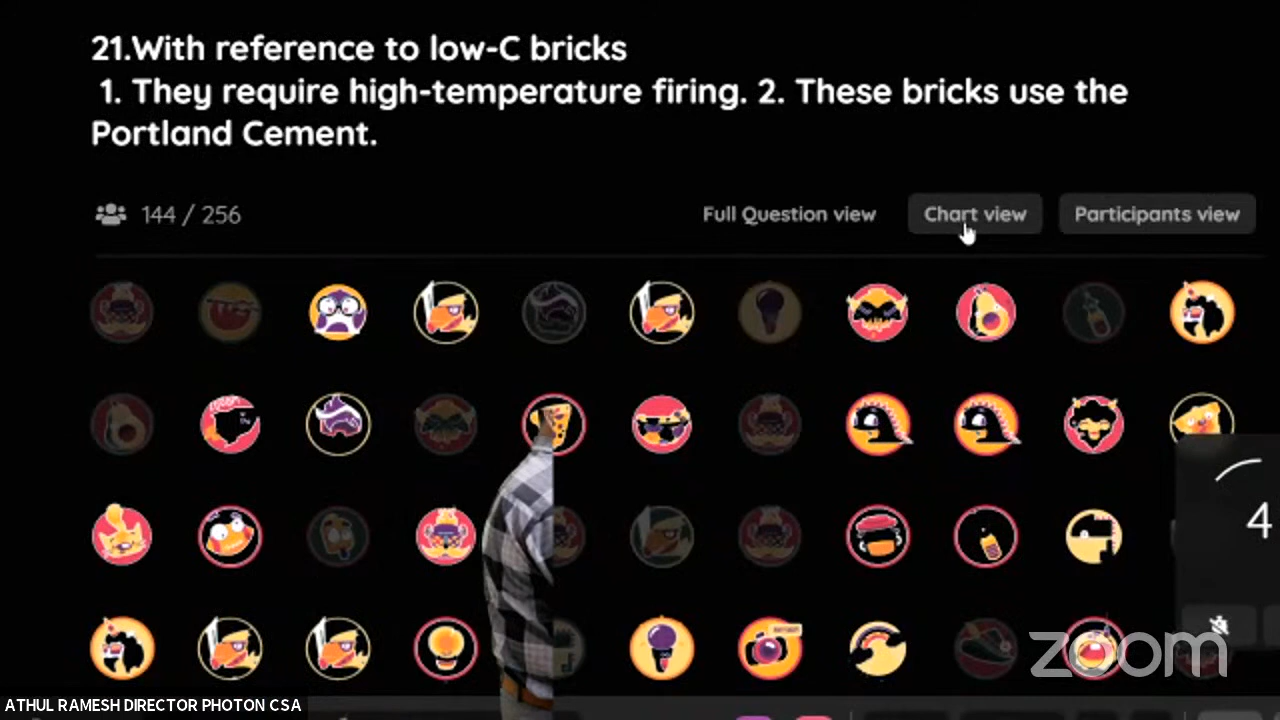 21.With reference to low-C bricks
1. They require high-temperature firing. 2. These bricks use the
Portland Cement.
144 / 256
Full Question view
Chart view
Participants view
4
zoom
ATHUL RAMESH DIRECTOR PHOTON CSA